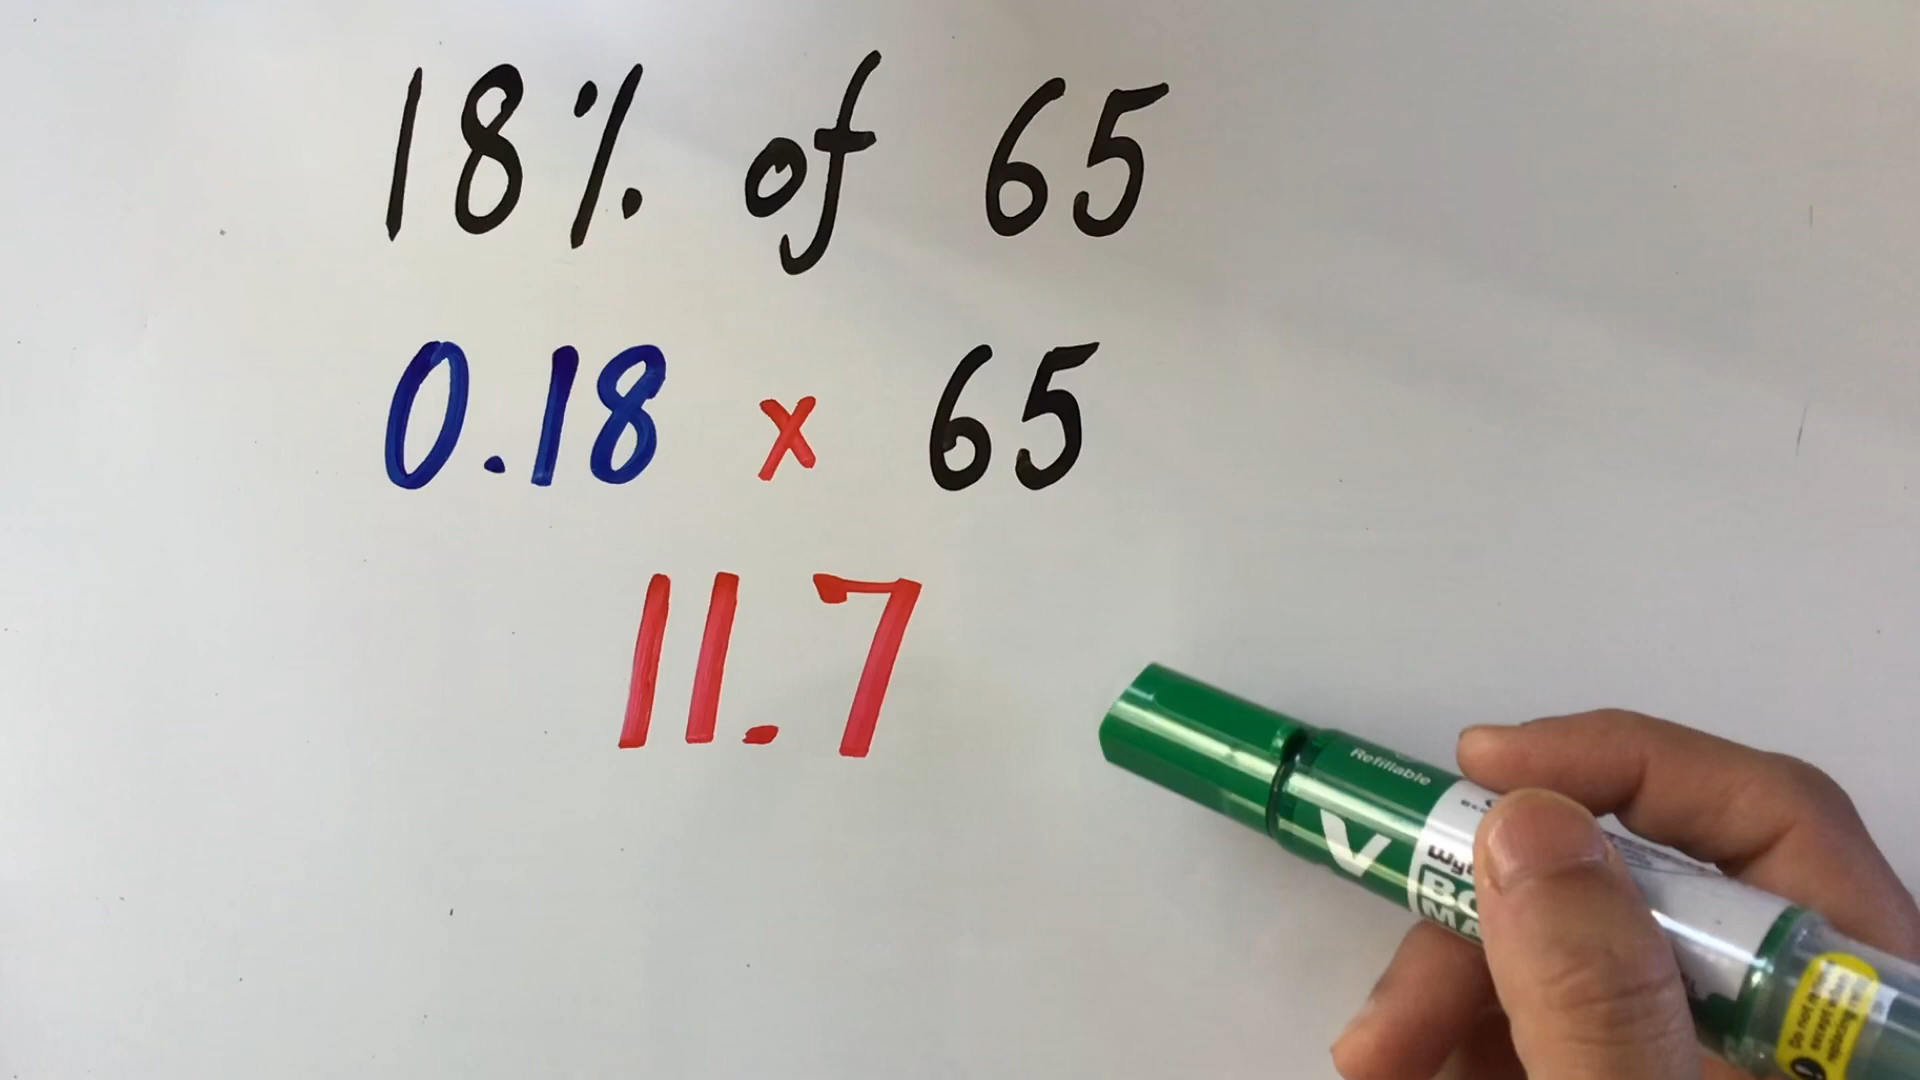 18% of 65
0.18 x 65
11.7
Refillable
V